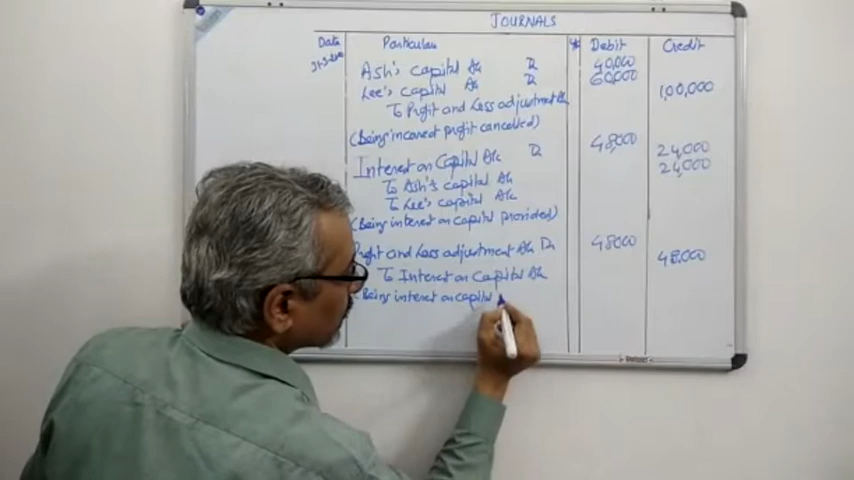 JOURNALS
Date Particular Debit Credit
Ash's capital A/c Dr 40,000
Lee's capital A/c Dr 60,000
To Profit and Loss adjustment A/c 1,00,000
(Being incorrect profit cancelled)
Interest on Capital A/c Dr 48,000
To Ash's capital A/c 24,000
To Lee's capital A/c 24,000
(Being interest on capital provided)
Profit and Loss adjustment A/c Dr 48000
To Interest on Capital A/c 48,000
(Being interest on capital